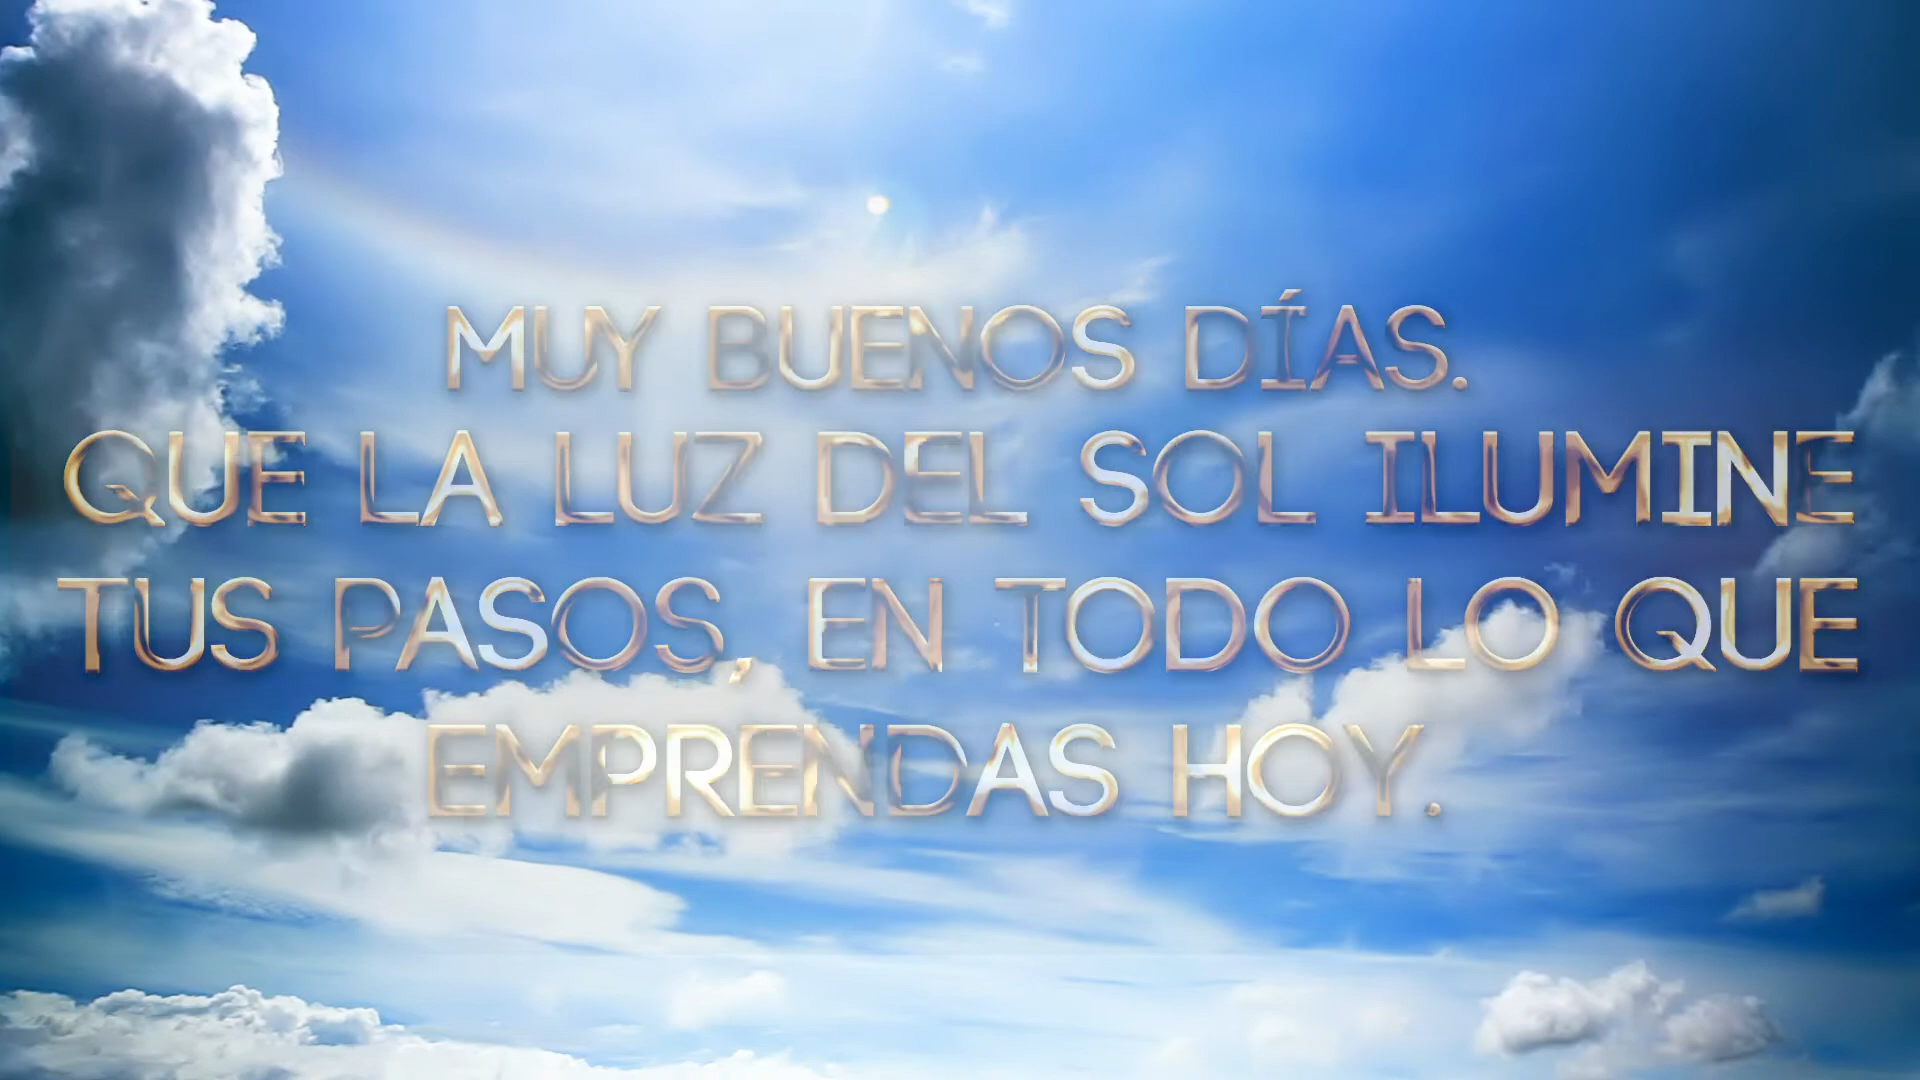 MUY BUENOS DÍAS.
QUE LA LUZ DEL SOL ILUMINE
TUS PASOS, EN TODO LO QUE
EMPRENDAS HOY.